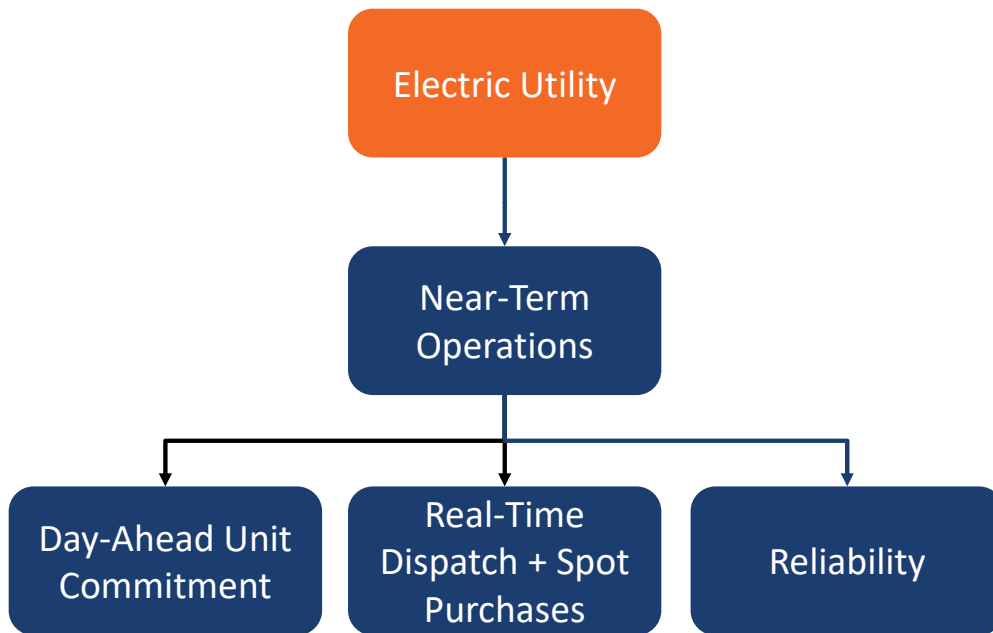 Electric Utility
Near-Term
Operations
Day-Ahead Unit
Commitment
Real-Time
Dispatch + Spot
Purchases
Reliability